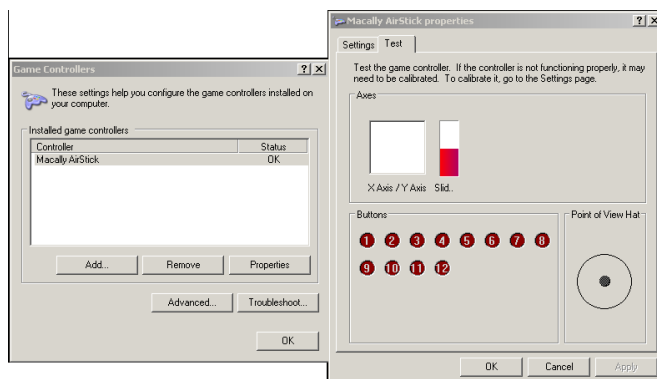 Game Controllers
These settings help you configure the game controllers installed on
your computer.
Installed game controllers
Controller Status
Macally AirStick OK
Add... Remove Properties
Advanced... Troubleshoot...
OK
Macally AirStick properties
Settings Test
Test the game controller. If the controller is not functioning properly, it may
need to be calibrated. To calibrate it, go to the Settings page.
Axes
X Axis / Y Axis Slid..
Buttons
1 2 3 4 5 6 7 8
9 10 11 12
Point of View Hat
OK Cancel Apply